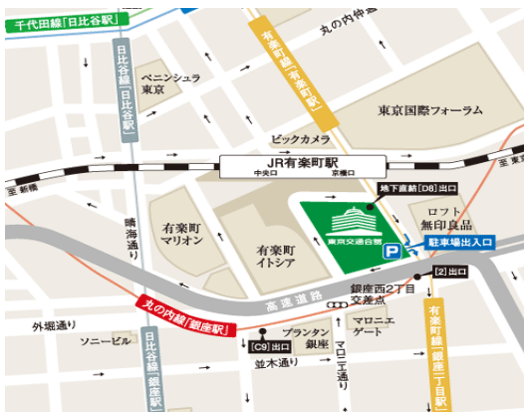 千代田線「日比谷駅」
丸の内仲通り
日比谷線「日比谷駅」
有楽町線「有楽町駅」
ペニンシュラ
東京
東京国際フォーラム
ビックカメラ
JR有楽町駅
中央口
京橋口
至 新橋
至 東京
地下直結[D8]出口
晴海通り
有楽町
マリオン
有楽町
イトシア
東京交通会館
ロフト
無印良品
P
駐車場出入口
[2]出口
高速道路
銀座西2丁目
交差点
丸の内線「銀座駅」
外堀通り
ソニービル
[C9]出口
プランタン
銀座
マロニエ
ゲート
並木通り
マロニエ通り
日比谷線「銀座駅」
有楽町線「銀座一丁目駅」